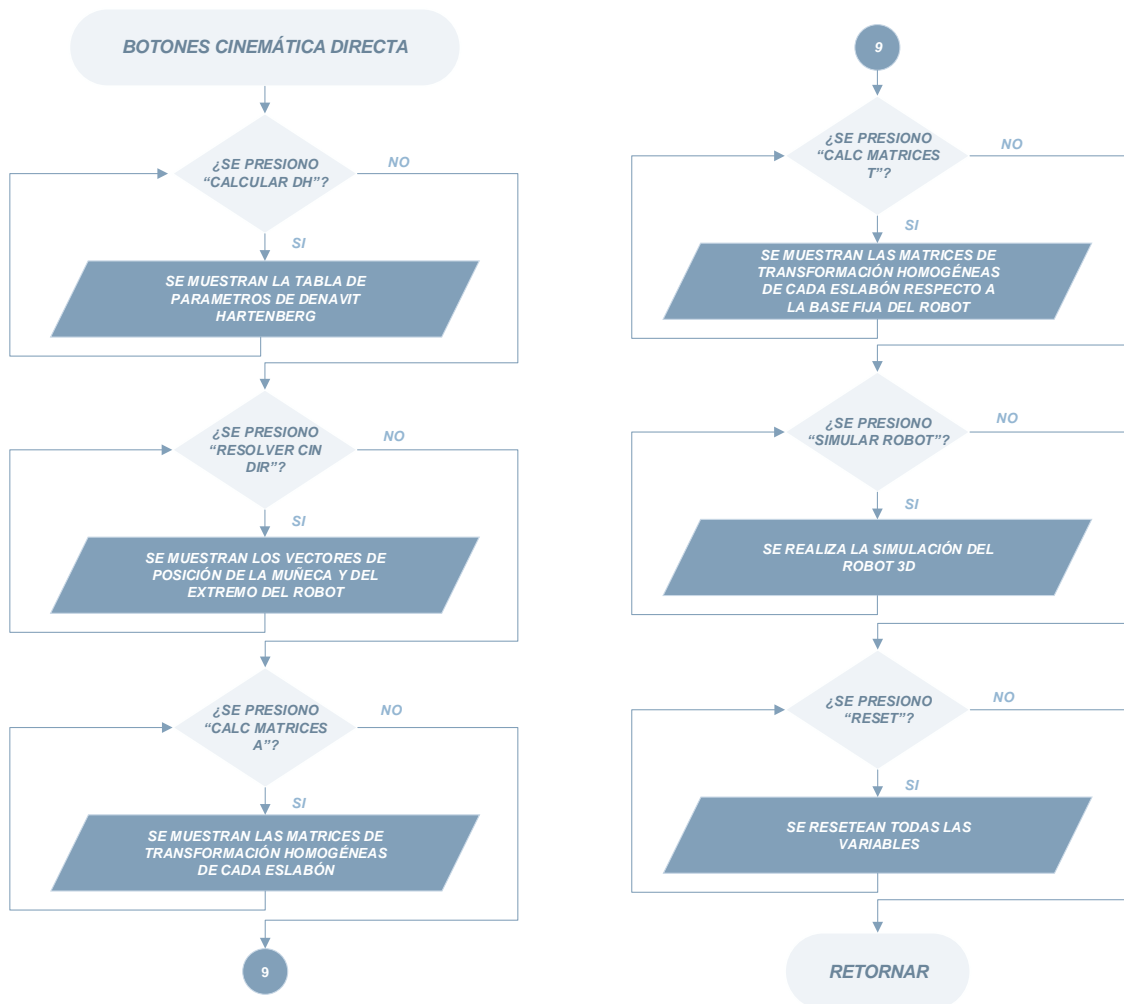 BOTONES CINEMÁTICA DIRECTA
¿SE PRESIONO
“CALCULAR DH”?
NO
SI
SE MUESTRAN LA TABLA DE
PARAMETROS DE DENAVIT
HARTENBERG
¿SE PRESIONO
“RESOLVER CIN
DIR”?
NO
SI
SE MUESTRAN LOS VECTORES DE
POSICIÓN DE LA MUÑECA Y DEL
EXTREMO DEL ROBOT
¿SE PRESIONO
“CALC MATRICES
A”?
NO
SI
SE MUESTRAN LAS MATRICES DE
TRANSFORMACIÓN HOMOGÉNEAS
DE CADA ESLABÓN
9
9
¿SE PRESIONO
“CALC MATRICES
T”?
NO
SI
SE MUESTRAN LAS MATRICES DE
TRANSFORMACIÓN HOMOGÉNEAS
DE CADA ESLABÓN RESPECTO A
LA BASE FIJA DEL ROBOT
¿SE PRESIONO
“SIMULAR ROBOT”?
NO
SI
SE REALIZA LA SIMULACIÓN DEL
ROBOT 3D
¿SE PRESIONO
“RESET”?
NO
SI
SE RESETEAN TODAS LAS
VARIABLES
RETORNAR